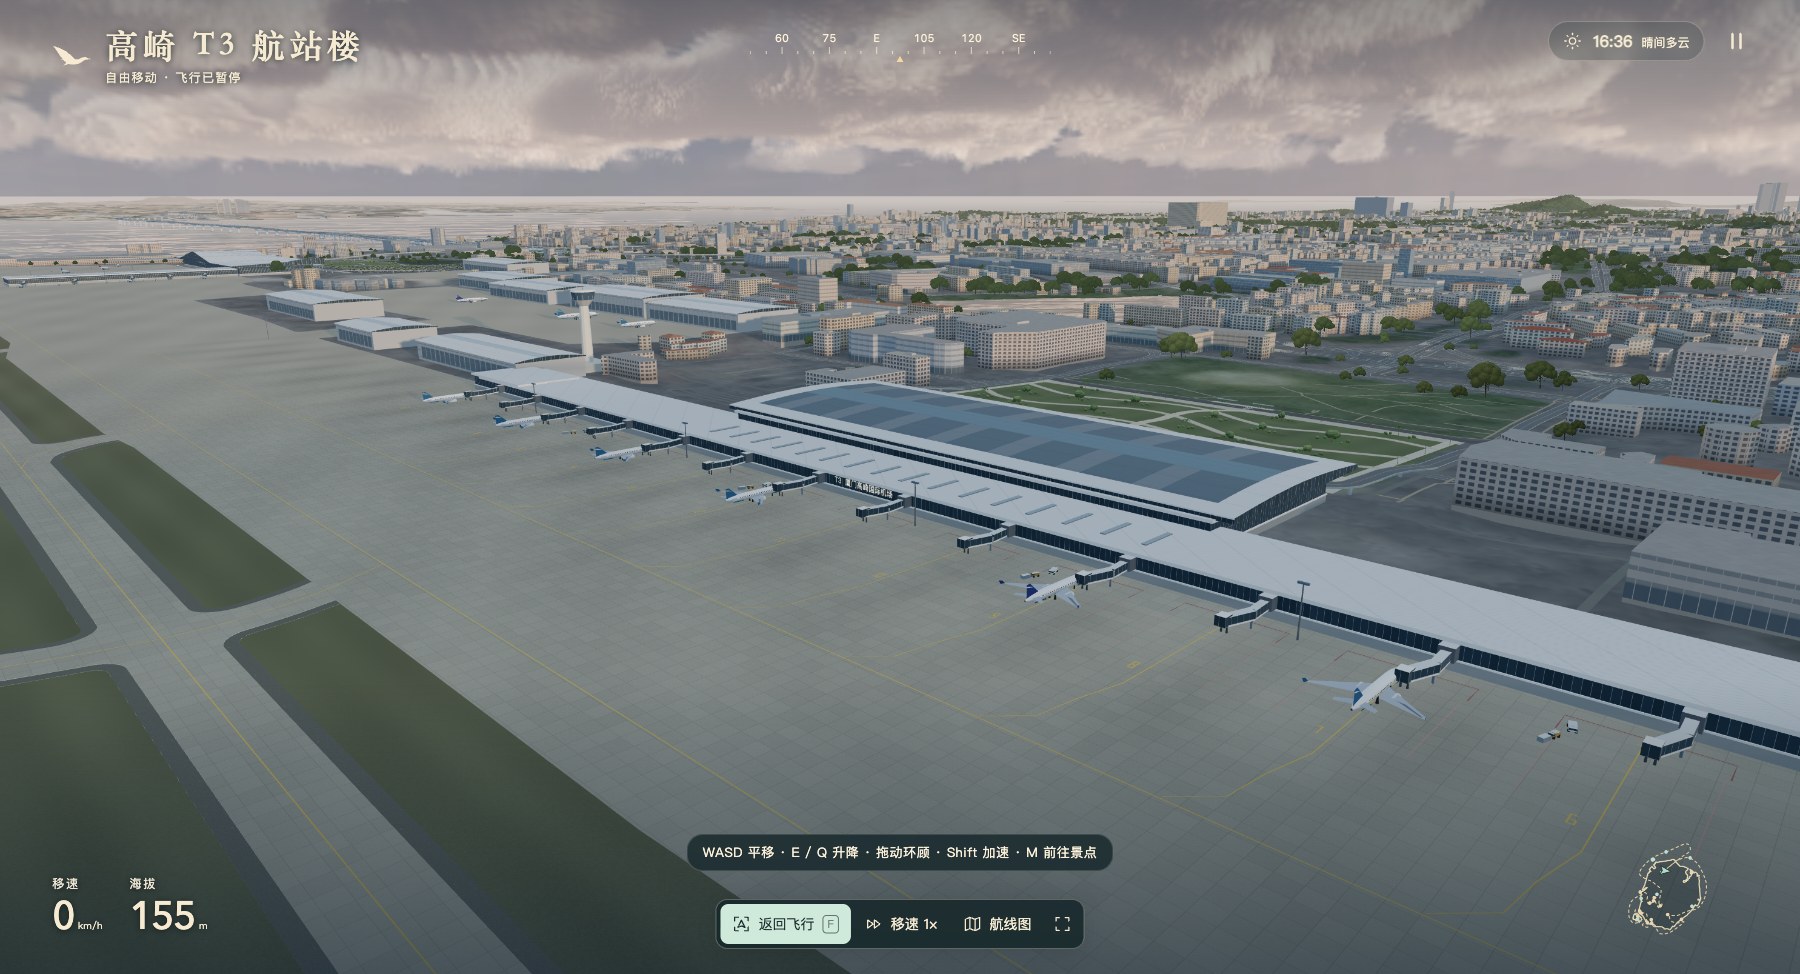 高崎 T3 航站楼
自由移动 · 飞行已暂停
60 75 E 105 120 SE
16:36 晴间多云
WASD 平移 · E / Q 升降 · 拖动环顾 · Shift 加速 · M 前往景点
移速 海拔
0 km/h 155 m
返回飞行 F 移速 1x 航线图